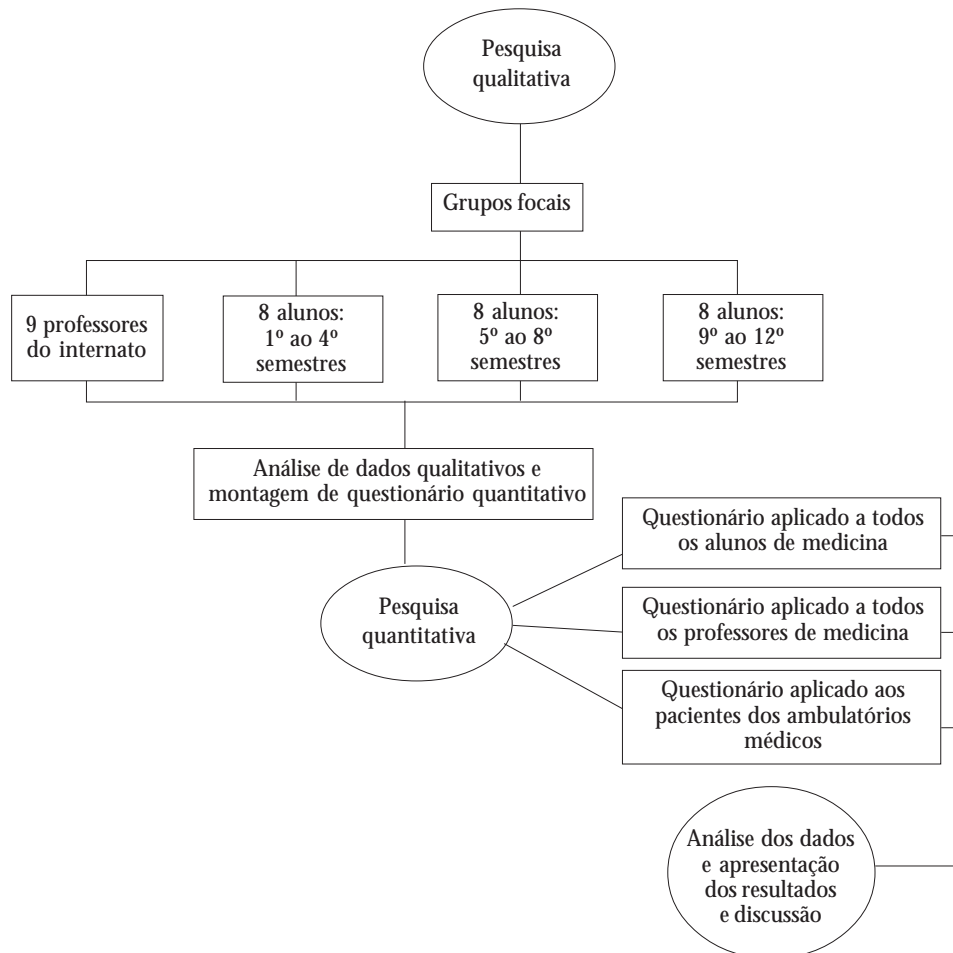 Pesquisa
qualitativa
Grupos focais
9 professores
do internato
8 alunos:
1º ao 4º
semestres
8 alunos:
5º ao 8º
semestres
8 alunos:
9º ao 12º
semestres
Análise de dados qualitativos e
montagem de questionário quantitativo
Pesquisa
quantitativa
Questionário aplicado a todos
os alunos de medicina
Questionário aplicado a todos
os professores de medicina
Questionário aplicado aos
pacientes dos ambulatórios
médicos
Análise dos dados
e apresentação
dos resultados
e discussão